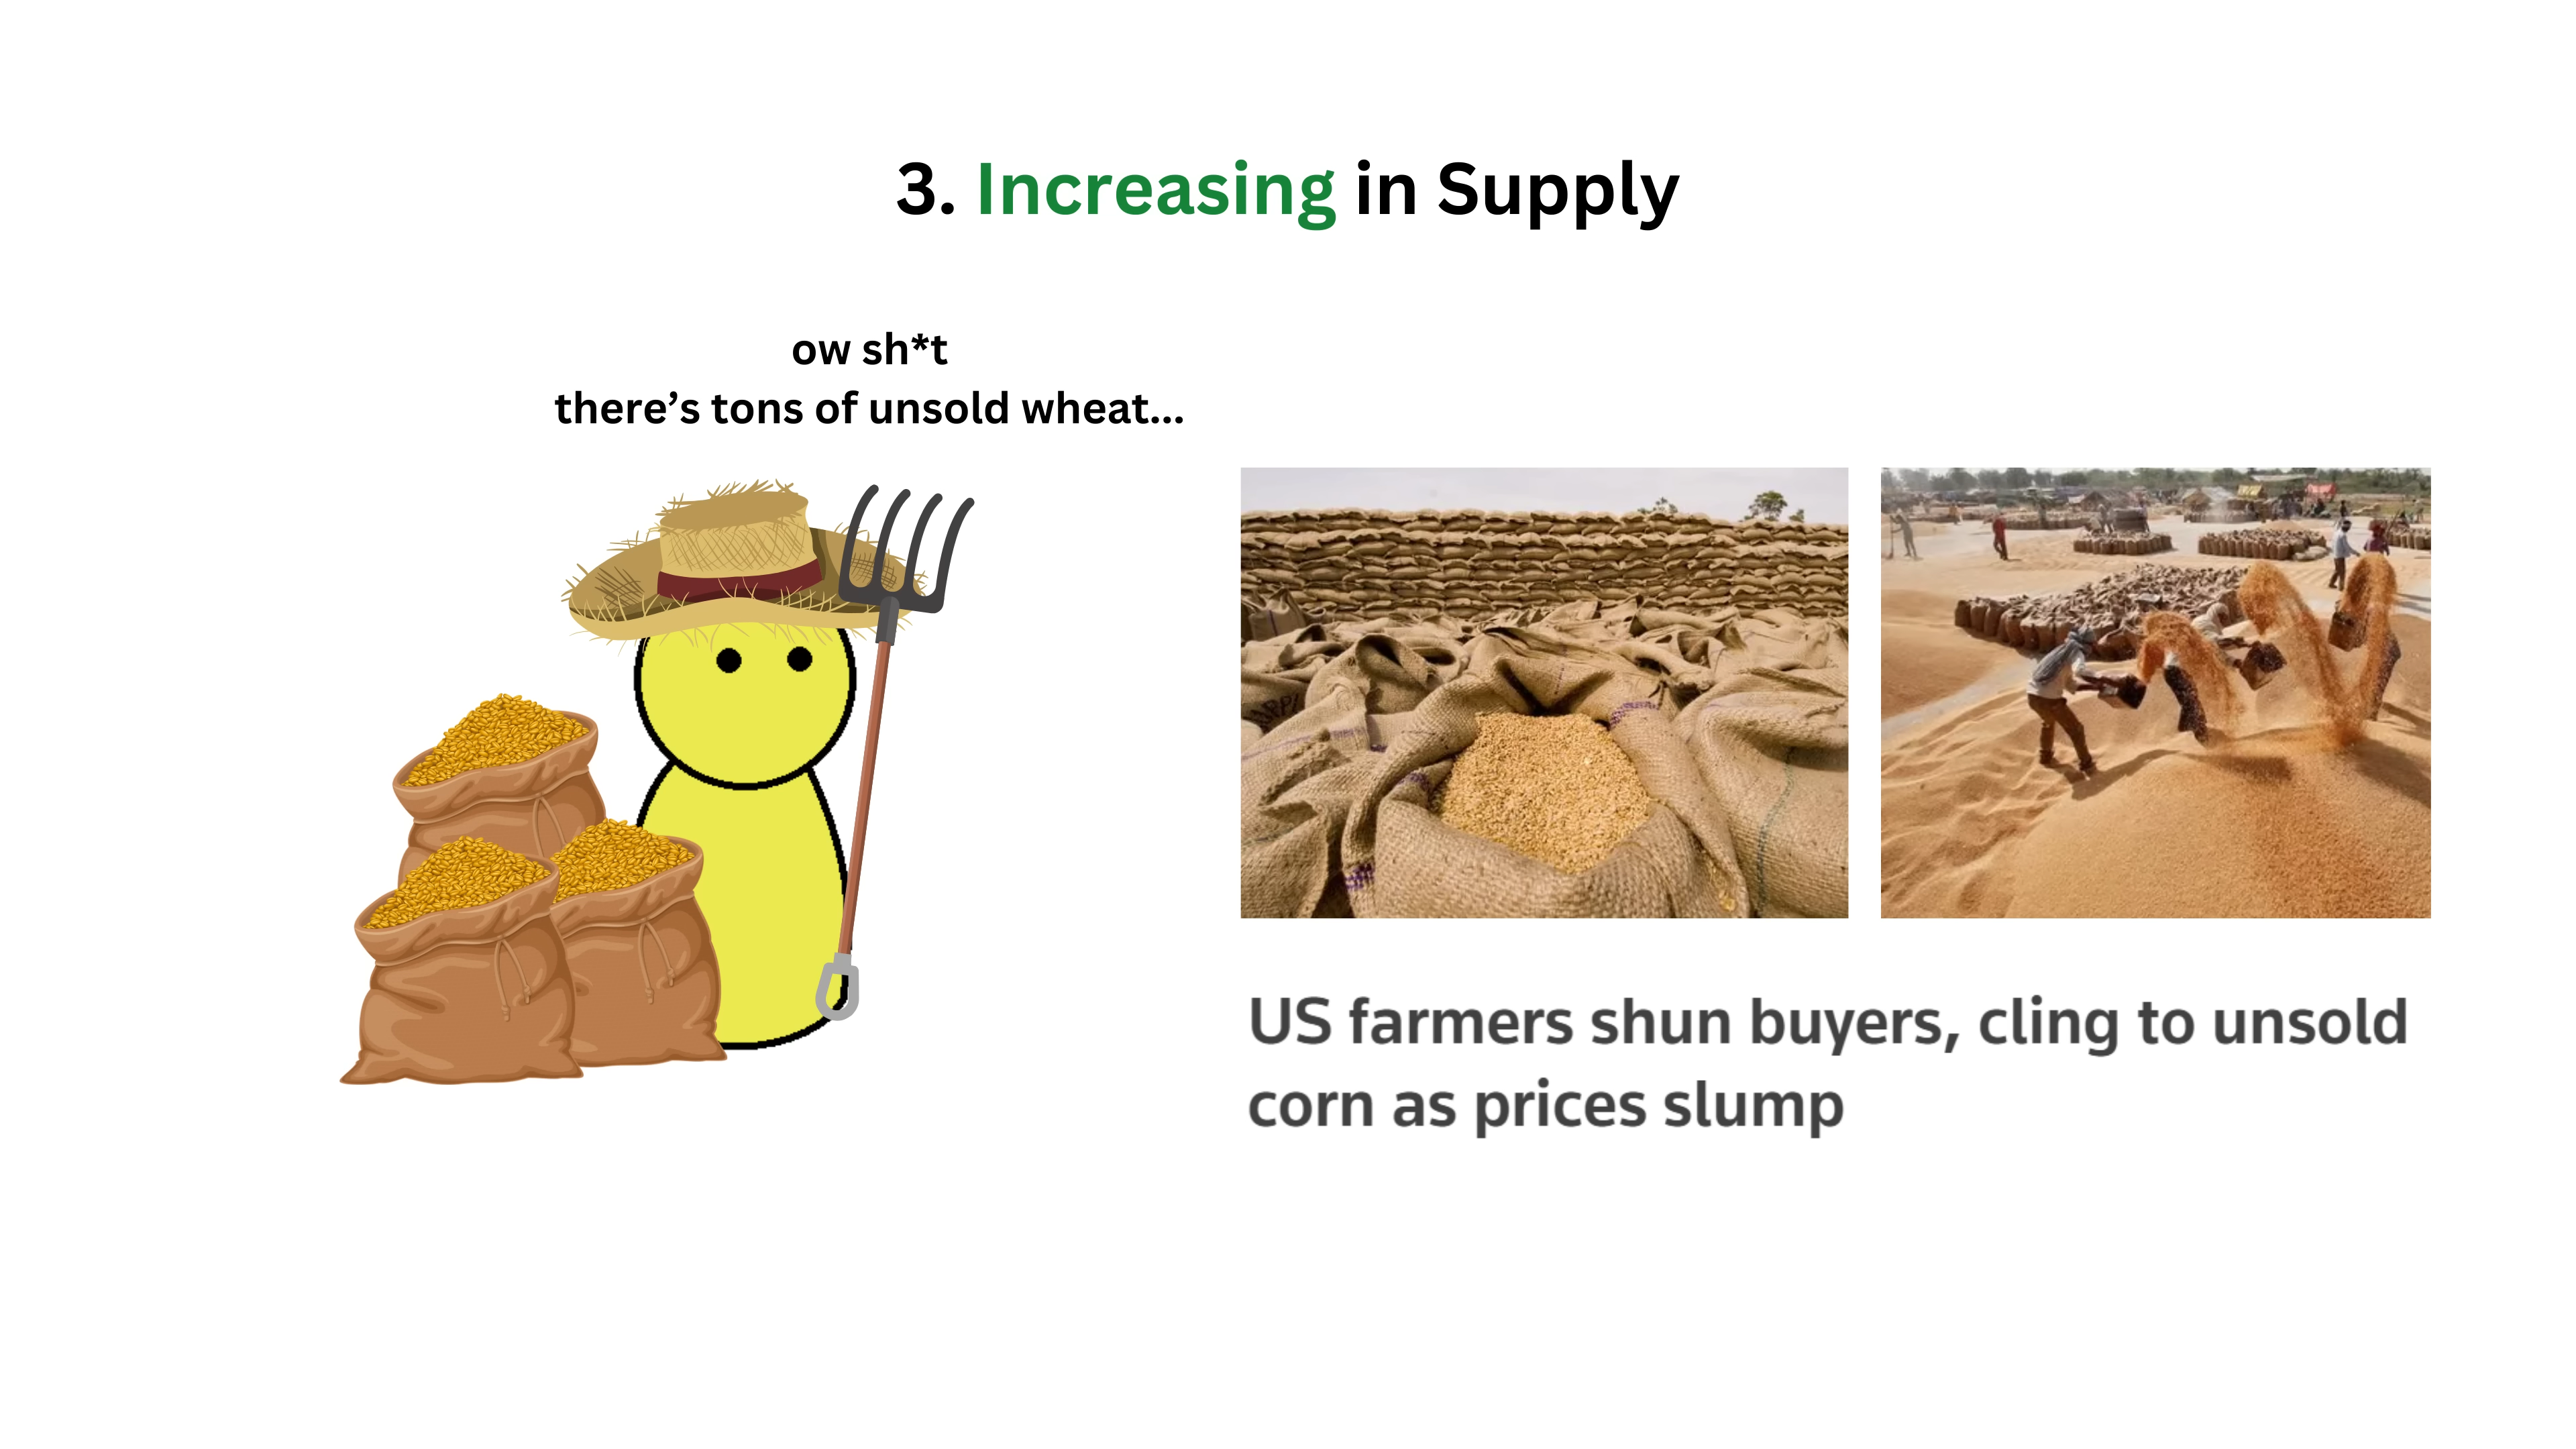 3. Increasing in Supply
ow sh*t
there’s tons of unsold wheat...
US farmers shun buyers, cling to unsold
corn as prices slump